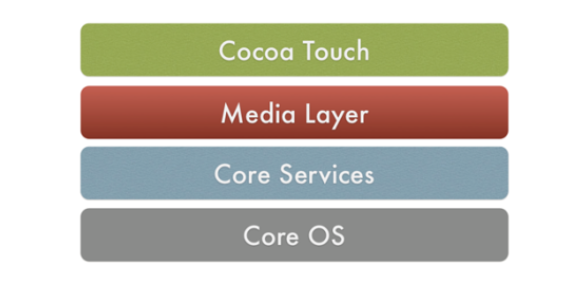 Cocoa Touch
Media Layer
Core Services
Core OS